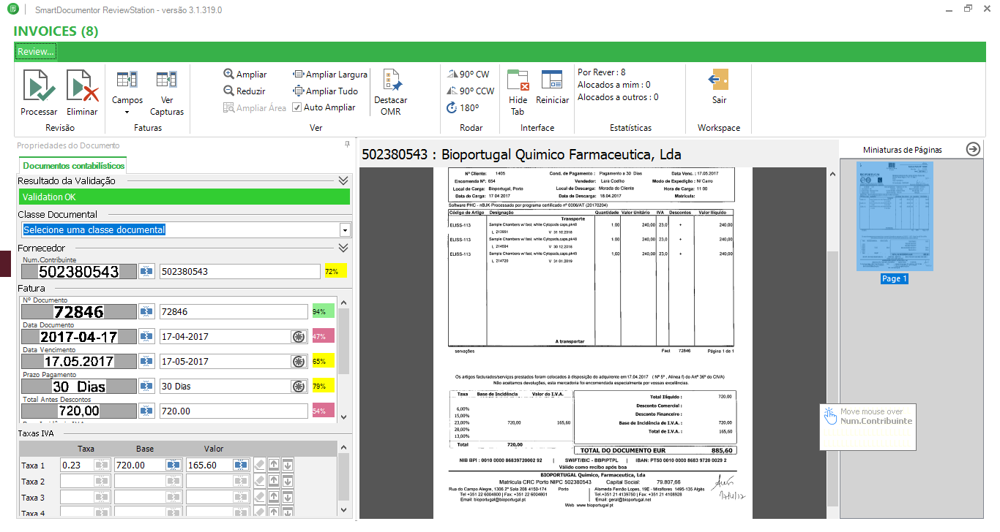 SmartDocumentor ReviewStation - versão 3.1.319.0
INVOICES (8)
Review...
Processar
Eliminar
Revisão
Campos
Ver Capturas
Faturas
Ampliar
Reduzir
Ampliar Área
Ampliar Largura
Ampliar Tudo
Auto Ampliar
Destacar OMR
Ver
90º CW
90º CCW
180º
Rodar
Hide Tab
Reiniciar
Interface
Por Rever : 8
Alocados a mim : 0
Alocados a outros : 0
Estatísticas
Sair
Workspace
Propriedades do Documento
Documentos contabilísticos
Resultado da Validação
Validation OK
Classe Documental
Selecione uma classe documental
Fornecedor
Num.Contribuinte
502380543 502380543 72%
Fatura
Nº Documento
72846 72846 94%
Data Documento
2017-04-17 17-04-2017 47%
Data Vencimento
17.05.2017 17-05-2017 65%
Prazo Pagamento
30 Dias 30 Dias 79%
Total Antes Descontos
720,00 720.00 54%
Taxas IVA
Taxa Base Valor
Taxa 1 0.23 720.00 165.60
Taxa 2
Taxa 3
Taxa 4
502380543 : Bioportugal Quimico Farmaceutica, Lda
Nº Cliente: 1405 Cond. de Pagamento : Pagamento a 30 Dias Data Venc. : 17.05.2017
Encomenda Nº: 654 Vendedor: Lara Coelho Modo de Expedição : N/ Carro
Local de Carga: Bioportugal, Porto Local de Descarga: Morada do Cliente Hora de Carga: 11 00
Data de Carga: 17 04 2017 Data de Descarga: 18.04.2017 Matrícula:
Software PHC - nBJK Processado por programa certificado nº 0006/AT (20170204)
Código de Artigo Designação Quantidade Valor Unitário IVA Descontos Valor Ilíquido
Transporte
ELISS-113 Sample Chambers w/ fast, white Cytopads,caps,pk48 1,00 240,00 23,0 + 240,00
L 213951 V 31 10.2018
ELISS-113 Sample Chambers w/ fast, white Cytopads,caps,pk48 1,00 240,00 23,0 + 240,00
L 214694 V 30 12.2018
ELISS-113 Sample Chambers w/ fast, white Cytopads,caps,pk48 1,00 240,00 23,0 + 240,00
L 214720 V 31 01.2019
A transportar
servações Fact 72846 Página 1 de 1
Os artigos facturados/serviços prestados foram colocados à disposição do adquirente em 17.04.2017 ( Nº 5º , Alinea f) do Artº 36º do CIVA)
Não aceitamos devoluções, esta mercadoria foi encomendada especialmente por vossas excelências.
Taxa Base de Incidência Valor do I.V.A.
6,00%
15,00%
23,00% 720,00 165,60
20,00%
13,00%
Total 720,00
Total Ilíquido : 720,00
Desconto Comercial :
Desconto Financeiro :
Base de Incidência de I.V.A. : 720,00
Total de I.V.A. : 165,60
TOTAL DO DOCUMENTO EUR 885,60
NIB BPI : 0010 0000 86839720002 92 | SWIFT/BIC - BBPIPTPL | IBAN: PT50 0010 0000 8683 9720 0029 2
Válido como recibo após boa
BIOPORTUGAL Químico, Farmaceutica, Lda
Matrícula CRC Porto NIPC 502380543 Capital Social: 79.807,66
Rua do Campo Alegre, 1306 2º Sala 208 4150-174 Porto
Tel +351 22 6004800 | Fax: +351 22 6004801
Email: bioportugal@bioportugal.pt
Alameda Fernão Lopes, 19E - Miraflores 1495-135 Algés
Tel.+351 21 4139750 | Fax: +351 21 4108928
Email: geral@bioportugal.net
Web www bioportugal pt
Miniaturas de Páginas
Page 1
Move mouse over
Num.Contribuinte